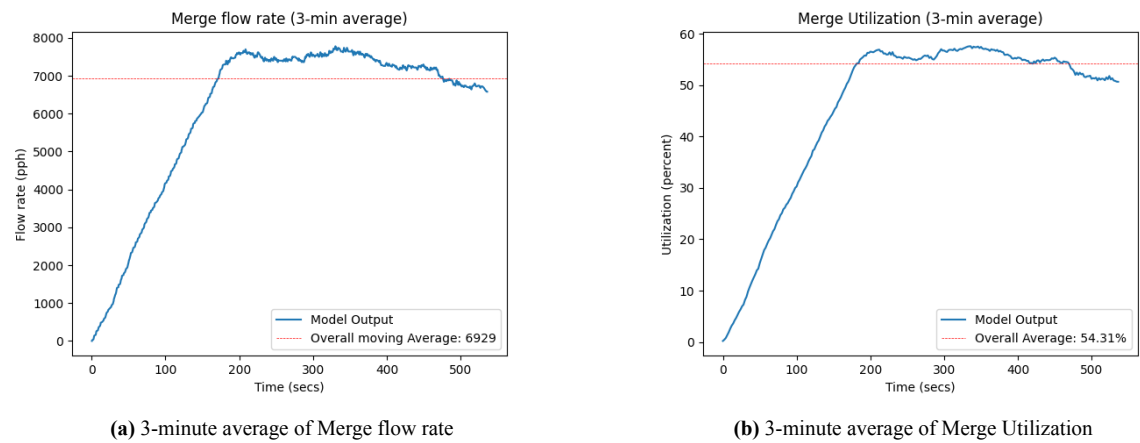 Merge flow rate (3-min average)
8000
7000
6000
5000
4000
3000
2000
1000
0
Flow rate (pph)
0 100 200 300 400 500
Time (secs)
Model Output
Overall moving Average: 6929
(a) 3-minute average of Merge flow rate
Merge Utilization (3-min average)
60
50
40
30
20
10
0
Utilization (percent)
0 100 200 300 400 500
Time (secs)
Model Output
Overall Average: 54.31%
(b) 3-minute average of Merge Utilization